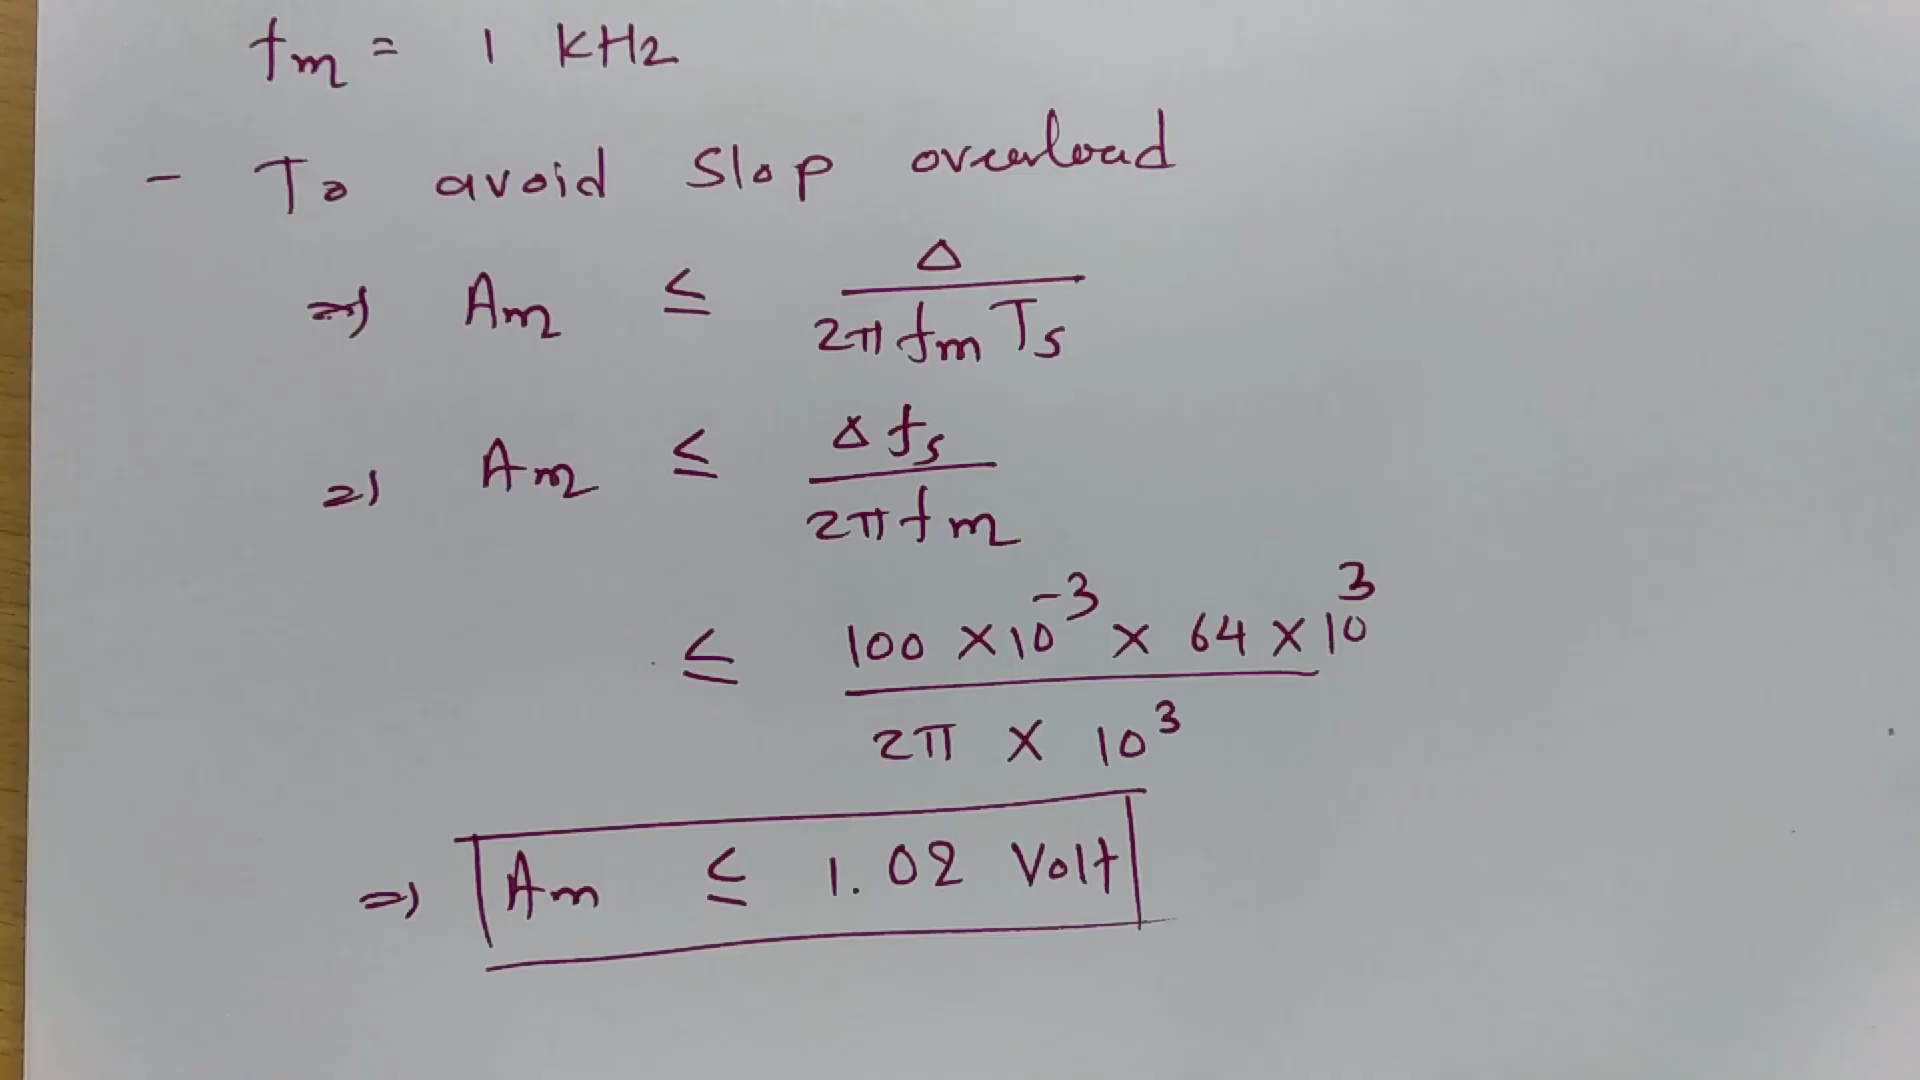 fm = 1 KHz
- To avoid Slop overload
⇒ Am ≤ Δ / 2π fm Ts
⇒ Am ≤ Δ fs / 2π fm
≤ 100 × 10^-3 × 64 × 10^3 / 2π × 10^3
⇒ Am ≤ 1.02 Volt